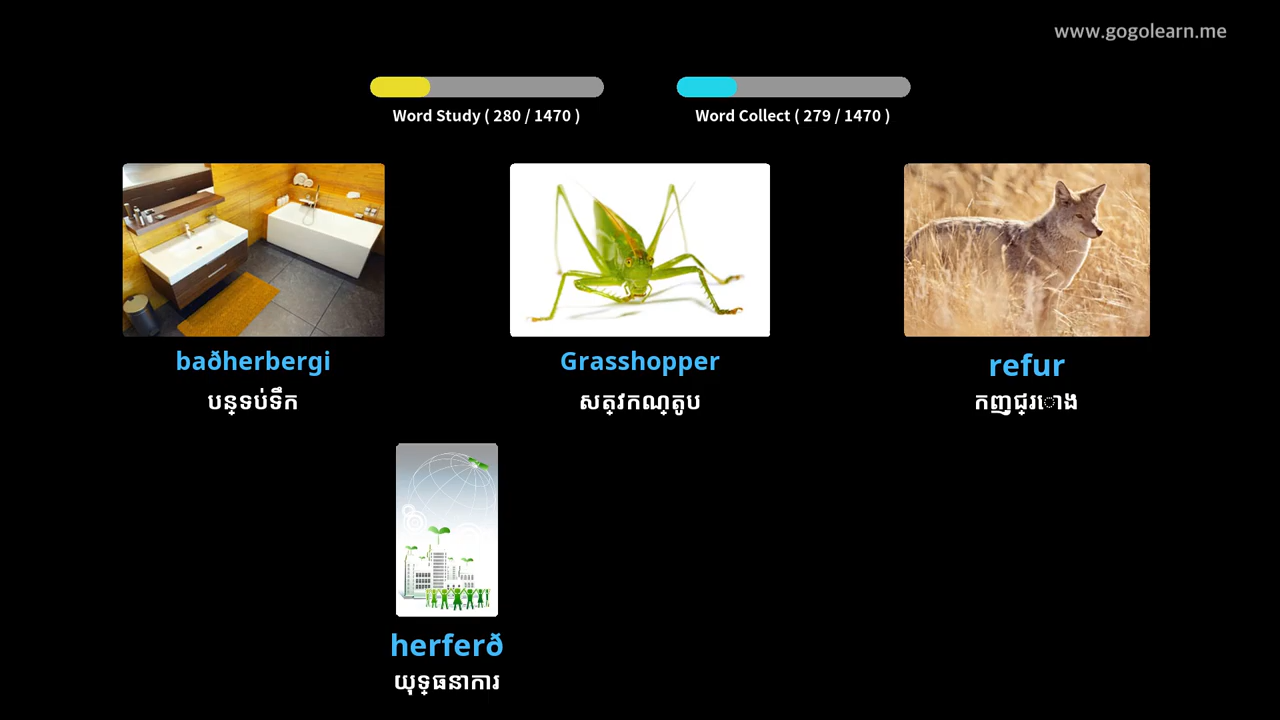 www.gogolearn.me
Word Study ( 280 / 1470 )
Word Collect ( 279 / 1470 )
baðherbergi
Grasshopper
refur
បន្ទប់ទឹក
សត្វកណ្តូប
កញ្ជ្រោង
herferð
យុទ្ធនាការ